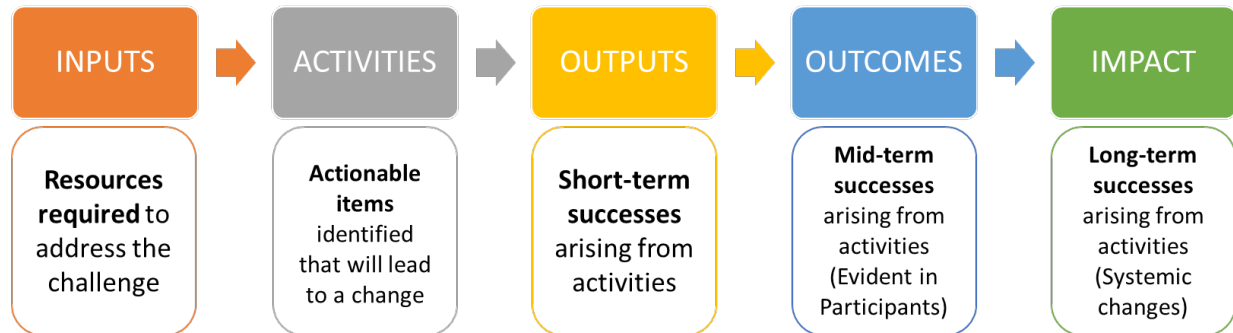 INPUTS
ACTIVITIES
OUTPUTS
OUTCOMES
IMPACT
Resources
required to
address the
challenge
Actionable
items
identified
that will lead
to a change
Short-term
successes
arising from
activities
Mid-term
successes
arising from
activities
(Evident in
Participants)
Long-term
successes
arising from
activities
(Systemic
changes)